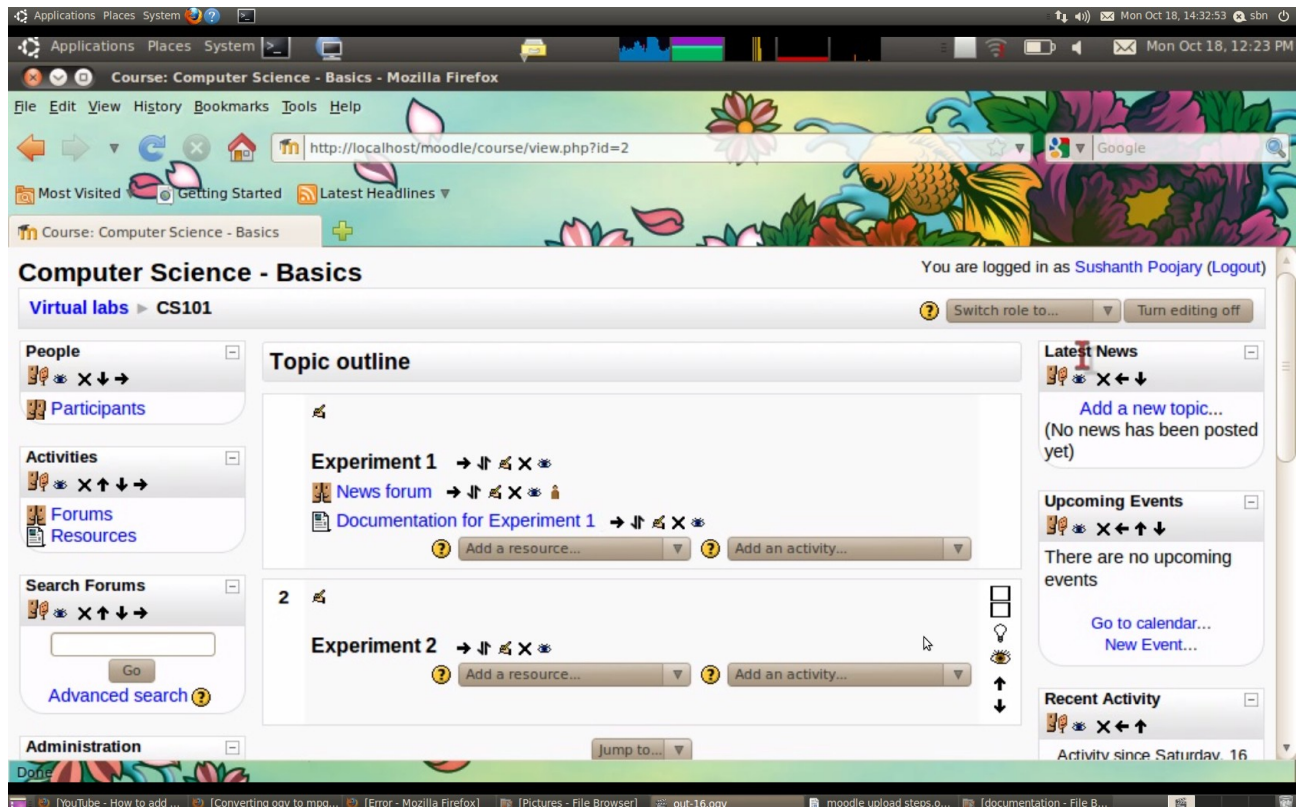 Applications Places System
Mon Oct 18, 14:32:53 sbn
Applications Places System
Mon Oct 18, 12:23 PM
Course: Computer Science - Basics - Mozilla Firefox
File Edit View History Bookmarks Tools Help
http://localhost/moodle/course/view.php?id=2
Google
Most Visited Getting Started Latest Headlines
Course: Computer Science - Basics
Computer Science - Basics
You are logged in as Sushanth Poojary (Logout)
Virtual labs ► CS101
Switch role to...
Turn editing off
People
Participants
Activities
Forums
Resources
Search Forums
Go
Advanced search
Administration
Topic outline
Experiment 1
News forum
Documentation for Experiment 1
Add a resource... Add an activity...
2
Experiment 2
Add a resource... Add an activity...
Jump to...
Latest News
Add a new topic...
(No news has been posted
yet)
Upcoming Events
There are no upcoming
events
Go to calendar...
New Event...
Recent Activity
Activity since Saturday, 16
Done
[YouTube - How to add ... [Converting ogv to mpg... [Error - Mozilla Firefox] [Pictures - File Browser] out-16.ogv moodle upload steps.o... [documentation - File B...